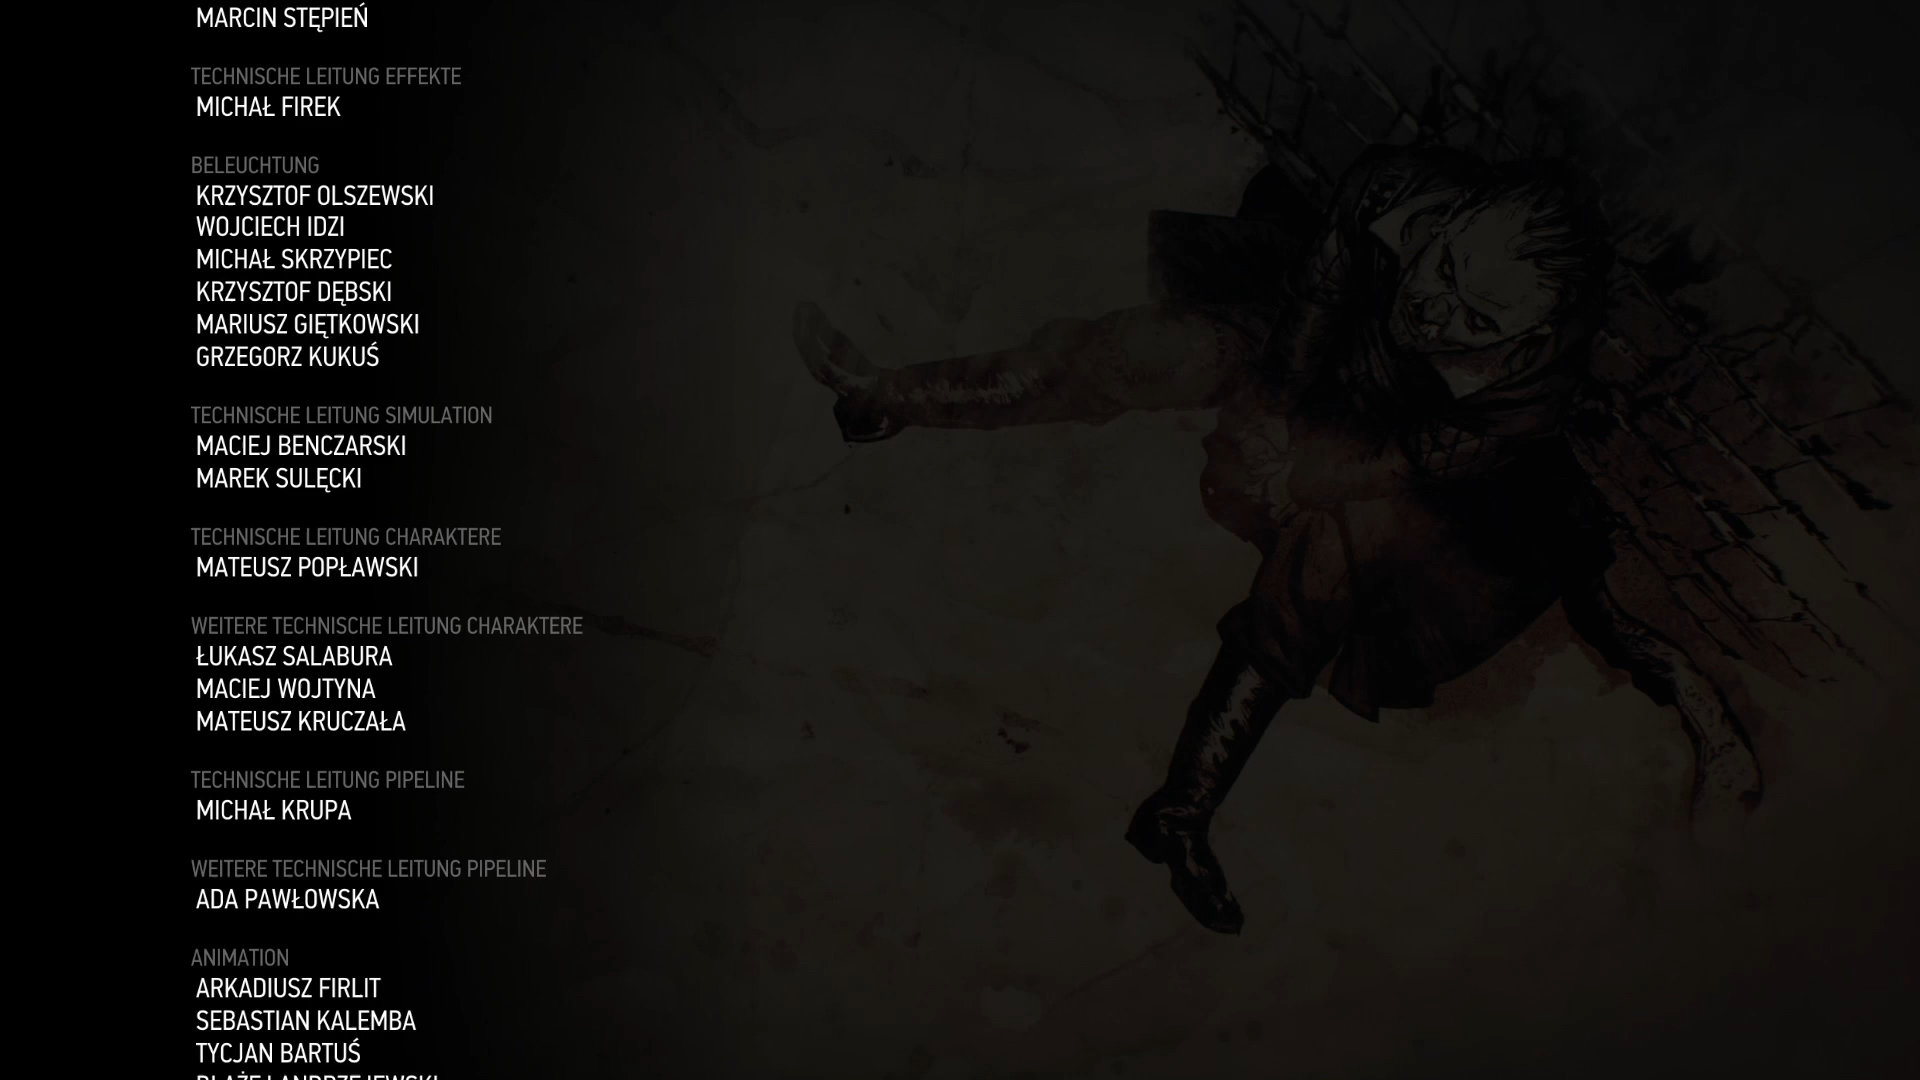 MARCIN STĘPIEŃ
TECHNISCHE LEITUNG EFFEKTE
MICHAŁ FIREK
BELEUCHTUNG
KRZYSZTOF OLSZEWSKI
WOJCIECH IDZI
MICHAŁ SKRZYPIEC
KRZYSZTOF DĘBSKI
MARIUSZ GIĘTKOWSKI
GRZEGORZ KUKUŚ
TECHNISCHE LEITUNG SIMULATION
MACIEJ BENCZARSKI
MAREK SULĘCKI
TECHNISCHE LEITUNG CHARAKTERE
MATEUSZ POPŁAWSKI
WEITERE TECHNISCHE LEITUNG CHARAKTERE
ŁUKASZ SALABURA
MACIEJ WOJTYNA
MATEUSZ KRUCZAŁA
TECHNISCHE LEITUNG PIPELINE
MICHAŁ KRUPA
WEITERE TECHNISCHE LEITUNG PIPELINE
ADA PAWŁOWSKA
ANIMATION
ARKADIUSZ FIRLIT
SEBASTIAN KALEMBA
TYCJAN BARTUŚ